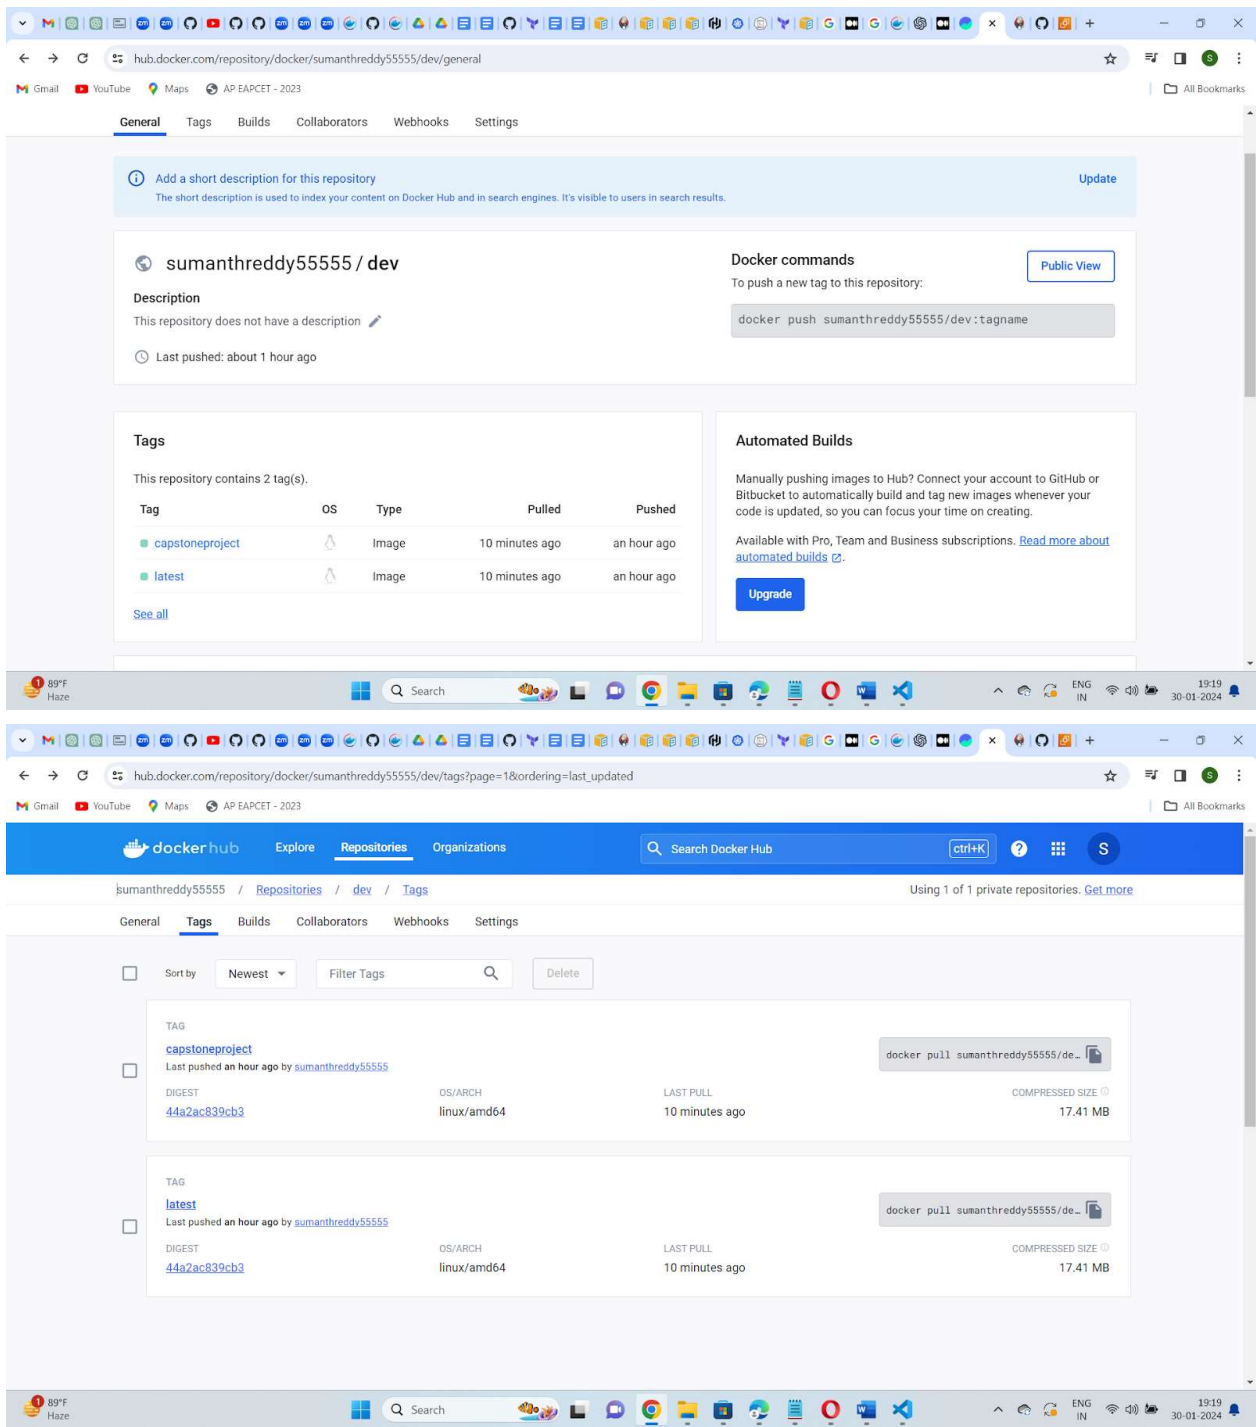 hub.docker.com/repository/docker/sumanthreddy55555/dev/general
S
Gmail YouTube Maps AP EAPCET - 2023 All Bookmarks
General Tags Builds Collaborators Webhooks Settings
Add a short description for this repository Update
The short description is used to index your content on Docker Hub and in search engines. It's visible to users in search results.
sumanthreddy55555 / dev
Docker commands
Public View
To push a new tag to this repository:
Description
This repository does not have a description
docker push sumanthreddy55555/dev:tagname
Last pushed: about 1 hour ago
Tags
This repository contains 2 tag(s).
Tag OS Type Pulled Pushed
capstoneproject Image 10 minutes ago an hour ago
latest Image 10 minutes ago an hour ago
See all
Automated Builds
Manually pushing images to Hub? Connect your account to GitHub or
Bitbucket to automatically build and tag new images whenever your
code is updated, so you can focus your time on creating.
Available with Pro, Team and Business subscriptions. Read more about
automated builds.
Upgrade
1
89°F
Haze
Search
ENG
IN
19:19
30-01-2024
hub.docker.com/repository/docker/sumanthreddy55555/dev/tags?page=1&ordering=last_updated
S
Gmail YouTube Maps AP EAPCET - 2023 All Bookmarks
dockerhub Explore Repositories Organizations Search Docker Hub ctrl+K ? S
sumanthreddy55555 / Repositories / dev / Tags Using 1 of 1 private repositories. Get more
General Tags Builds Collaborators Webhooks Settings
Sort by Newest Filter Tags Delete
TAG
capstoneproject
Last pushed an hour ago by sumanthreddy55555
docker pull sumanthreddy55555/de…
DIGEST OS/ARCH LAST PULL COMPRESSED SIZE
44a2ac839cb3 linux/amd64 10 minutes ago 17.41 MB
TAG
latest
Last pushed an hour ago by sumanthreddy55555
docker pull sumanthreddy55555/de…
DIGEST OS/ARCH LAST PULL COMPRESSED SIZE
44a2ac839cb3 linux/amd64 10 minutes ago 17.41 MB
1
89°F
Haze
Search
ENG
IN
19:19
30-01-2024